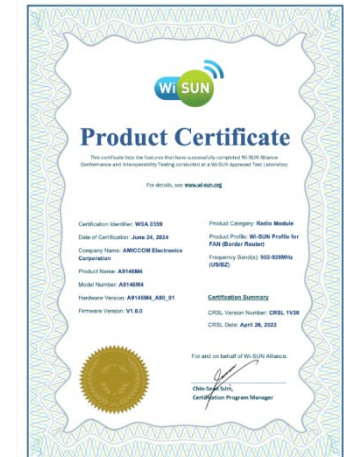 Wi SUN
Product Certificate
This certificate lists the features that have successfully completed Wi-SUN Alliance
Conformance and Interoperability Testing conducted at a Wi-SUN Approved Test Laboratory
For details, see www.wi-sun.org
Certification Identifier: WSA 0359
Date of Certification: June 24, 2024
Company Name: AMICCOM Electronics
Corporation
Product Name: A9146M4
Model Number: A9146M4
Hardware Version: A9146M4_A90_01
Firmware Version: V1.0.0
Product Category: Radio Module
Product Profile: Wi-SUN Profile for
FAN (Border Router)
Frequency Band(s): 902-928MHz
(US/BZ)
Certification Summary
CRSL Version Number: CRSL 1V30
CRSL Date: April 28, 2022
For and on behalf of Wi-SUN Alliance:
Chin-Sean
Certification Program Manager